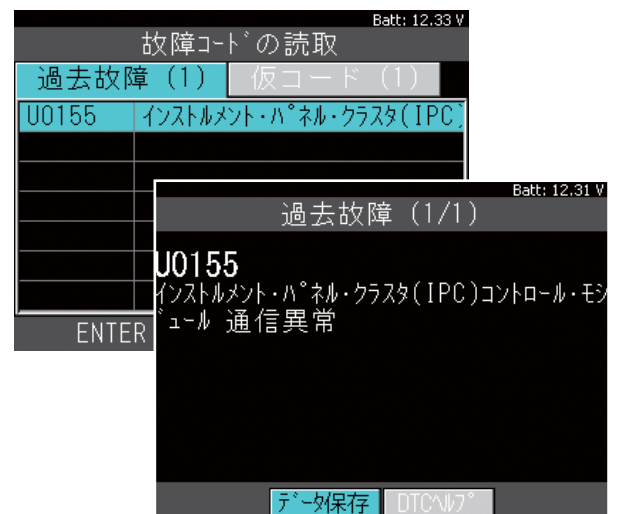 Batt: 12.33 V
故障ｺｰﾄﾞの読取
過去故障 (1) 仮コード (1)
U0155 ｲﾝｽﾄﾙﾒﾝﾄ･ﾊﾟﾈﾙ･ｸﾗｽﾀ(IPC)
ENTER
Batt: 12.31 V
過去故障 (1/1)
U0155
ｲﾝｽﾄﾙﾒﾝﾄ･ﾊﾟﾈﾙ･ｸﾗｽﾀ(IPC)ｺﾝﾄﾛｰﾙ･ﾓｼ
ﾞｭｰﾙ 通信異常
ﾃﾞｰﾀ保存 DTCﾍﾙﾌﾟ